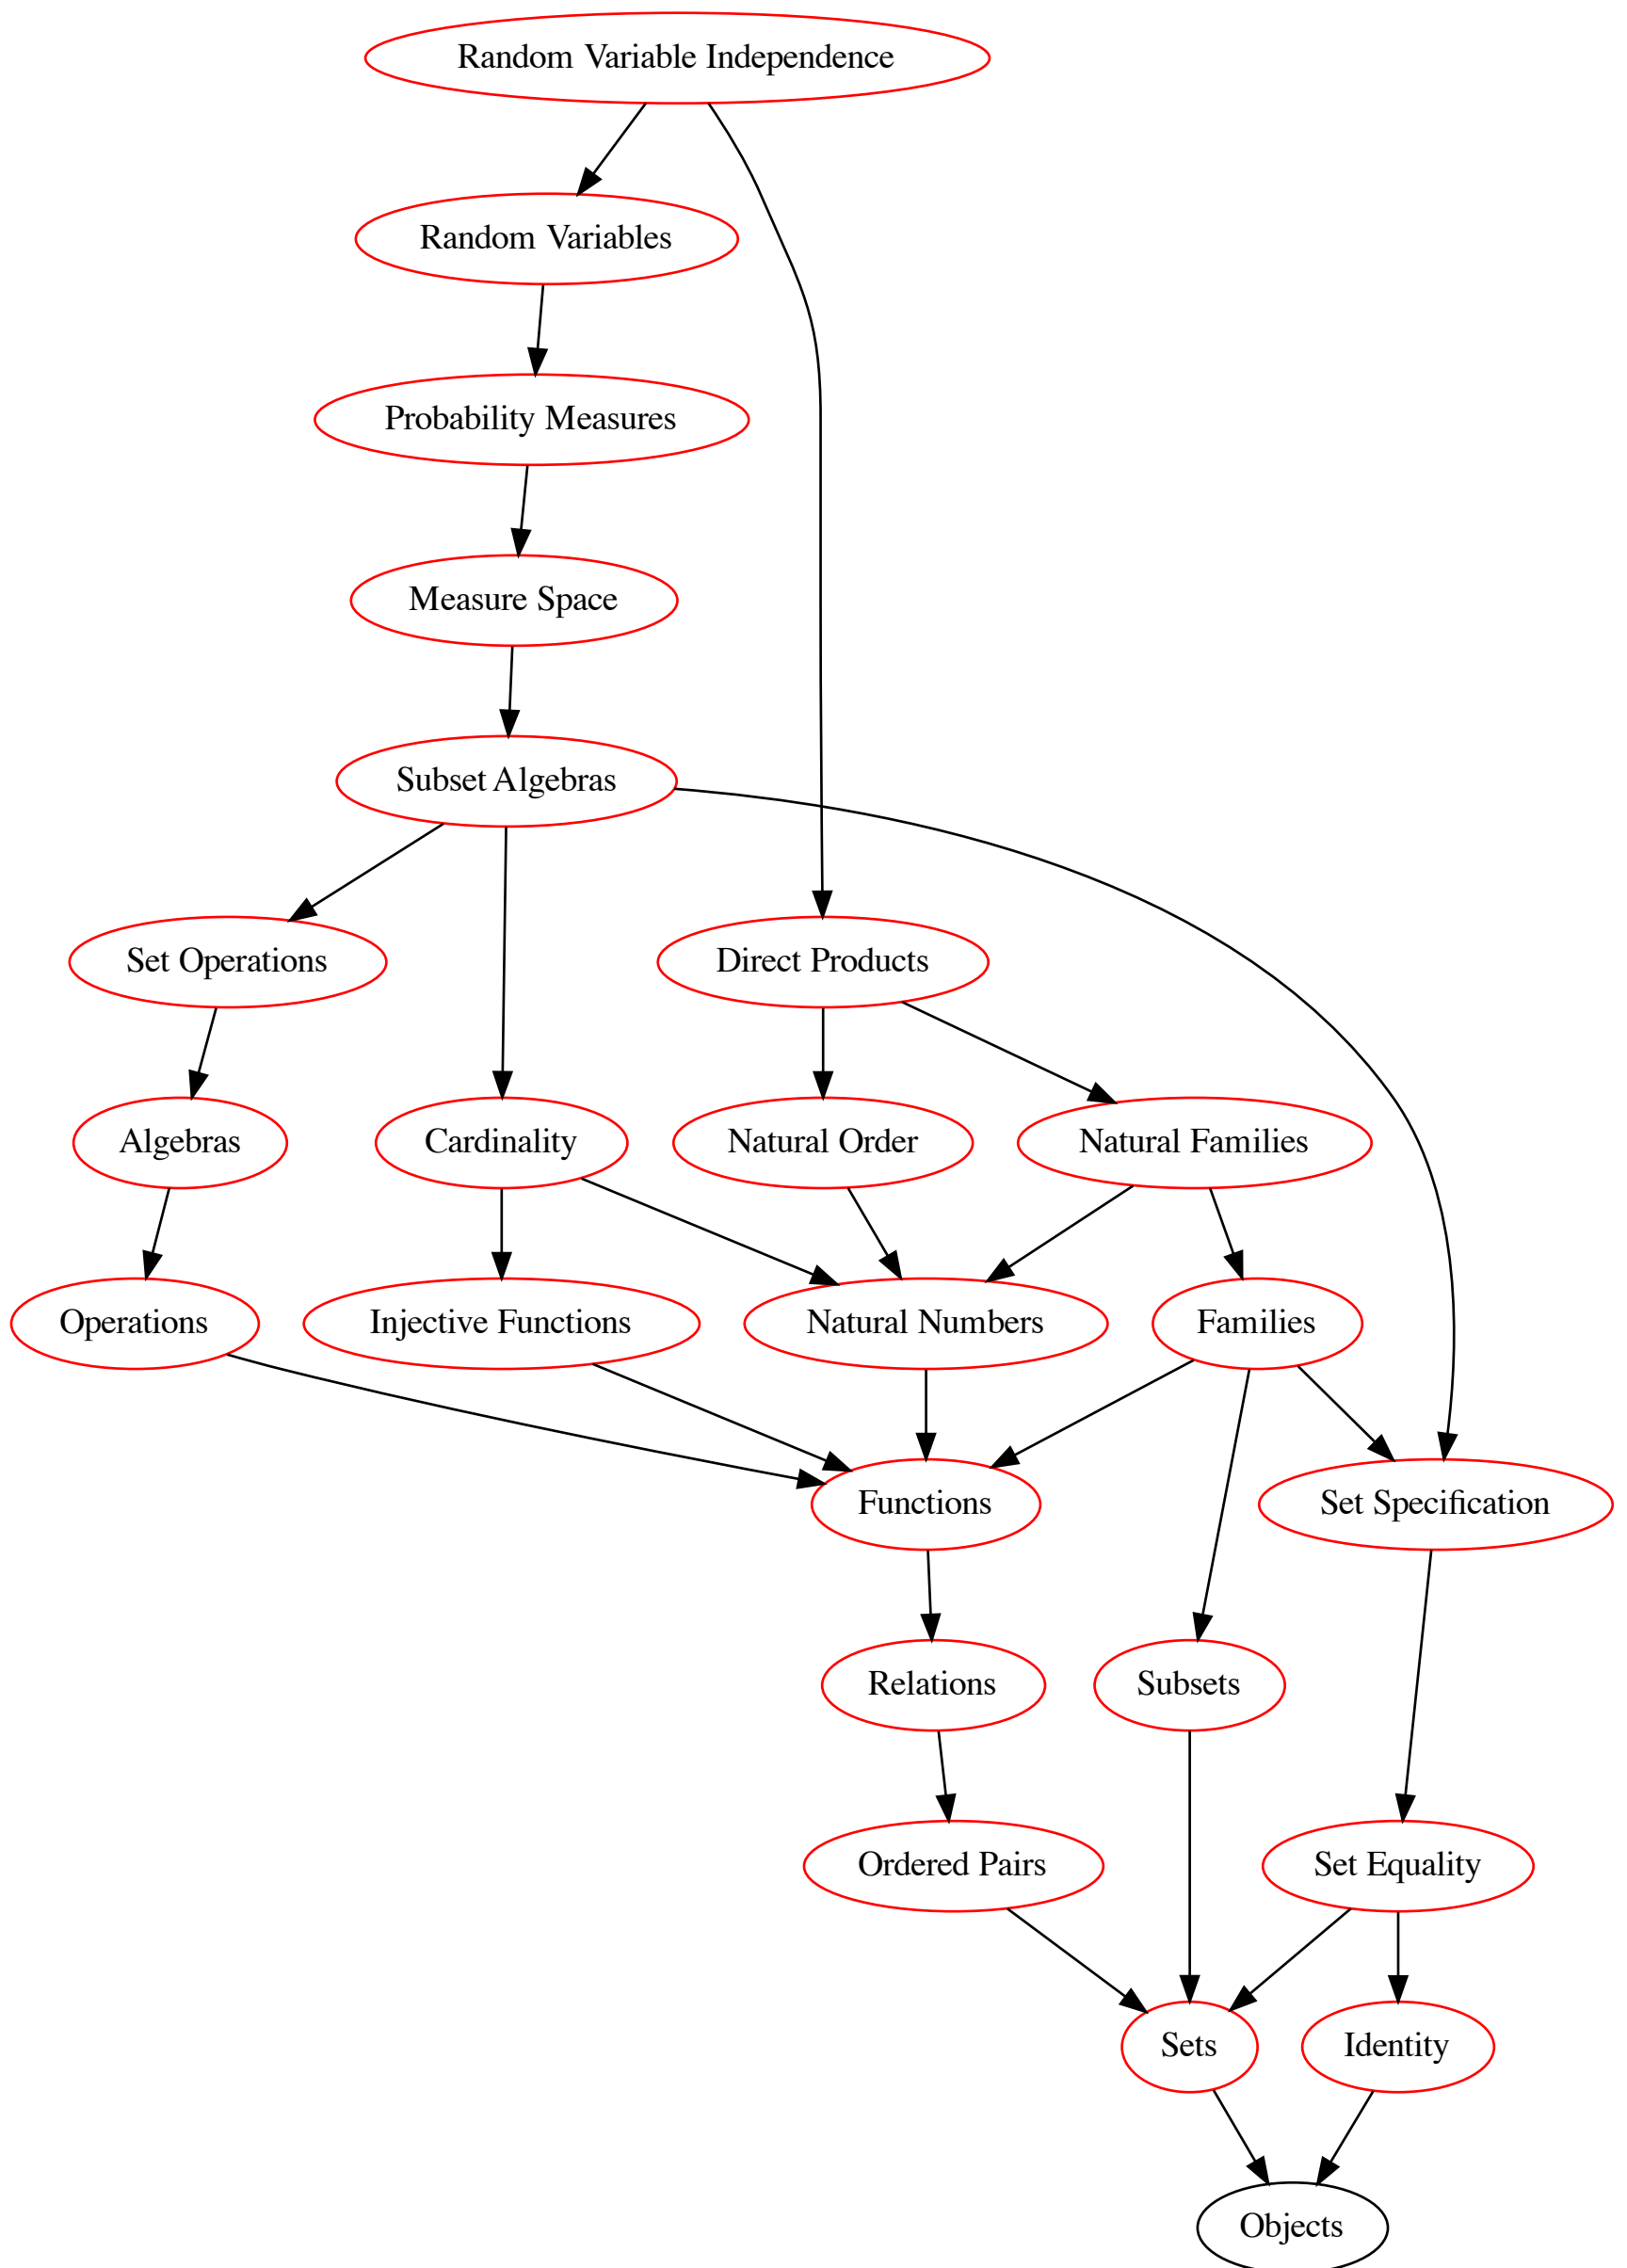 Random Variable Independence
Random Variables
Probability Measures
Measure Space
Subset Algebras
Set Operations
Direct Products
Algebras
Cardinality
Natural Order
Natural Families
Operations
Injective Functions
Natural Numbers
Families
Functions
Set Specification
Relations
Subsets
Ordered Pairs
Set Equality
Sets
Identity
Objects